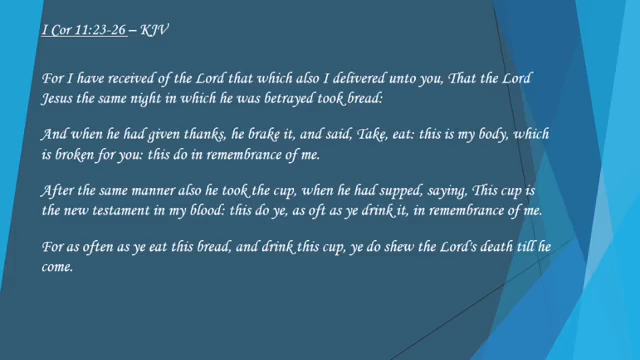 I Cor 11:23-26 – KJV
For I have received of the Lord that which also I delivered unto you, That the Lord
Jesus the same night in which he was betrayed took bread:
And when he had given thanks, he brake it, and said, Take, eat: this is my body, which
is broken for you: this do in remembrance of me.
After the same manner also he took the cup, when he had supped, saying, This cup is
the new testament in my blood: this do ye, as oft as ye drink it, in remembrance of me.
For as often as ye eat this bread, and drink this cup, ye do shew the Lord's death till he
come.